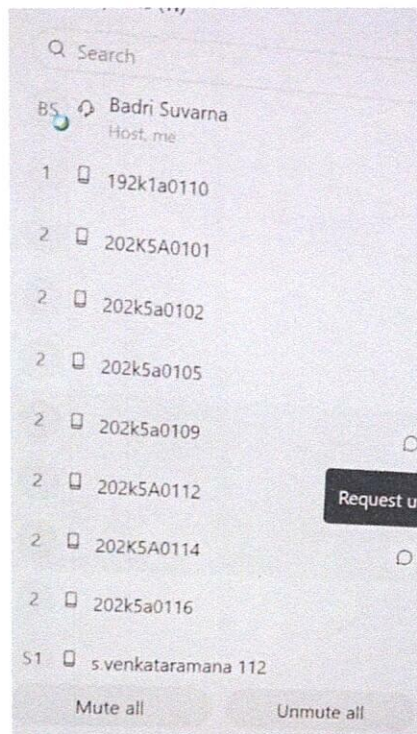 Search
BS Badri Suvarna
Host, me
1 192k1a0110
2 202K5A0101
2 202k5a0102
2 202k5a0105
2 202k5a0109
2 202k5A0112
Request u
2 202K5A0114
2 202k5a0116
S1 s.venkataramana 112
Mute all Unmute all